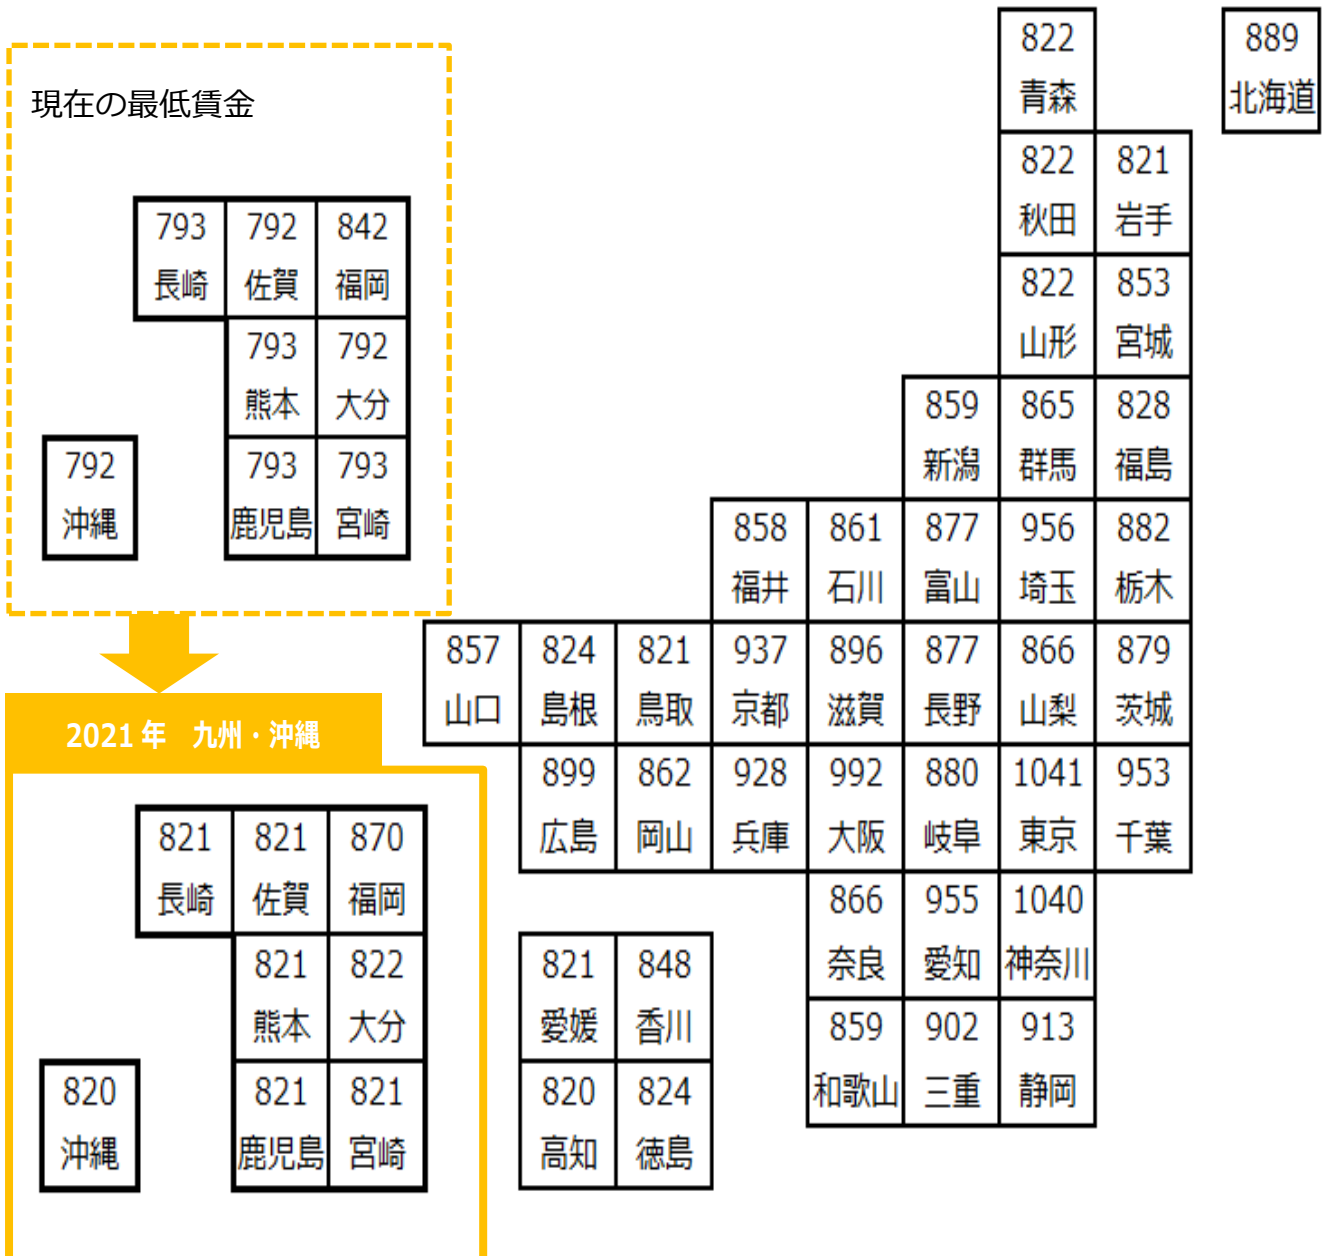 現在の最低賃金
793 792 842
長崎 佐賀 福岡
793 792
熊本 大分
792 793 793
沖縄 鹿児島 宮崎
2021年 九州・沖縄
821 821 870
長崎 佐賀 福岡
821 822
熊本 大分
820 821 821
沖縄 鹿児島 宮崎
822 889
青森 北海道
822 821
秋田 岩手
822 853
山形 宮城
859 865 828
新潟 群馬 福島
858 861 877 956 882
福井 石川 富山 埼玉 栃木
857 824 821 937 896 877 866 879
山口 島根 鳥取 京都 滋賀 長野 山梨 茨城
899 862 928 992 880 1041 953
広島 岡山 兵庫 大阪 岐阜 東京 千葉
866 955 1040
奈良 愛知 神奈川
859 902 913
和歌山 三重 静岡
821 848
愛媛 香川
820 824
高知 徳島